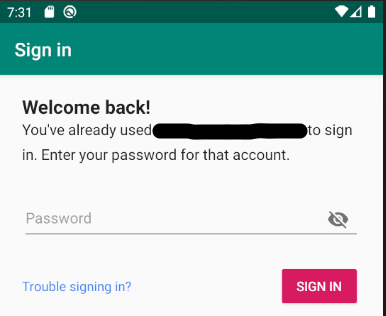 7:31
Sign in
Welcome back!
You've already used to sign
in. Enter your password for that account.
Password
Trouble signing in?
SIGN IN